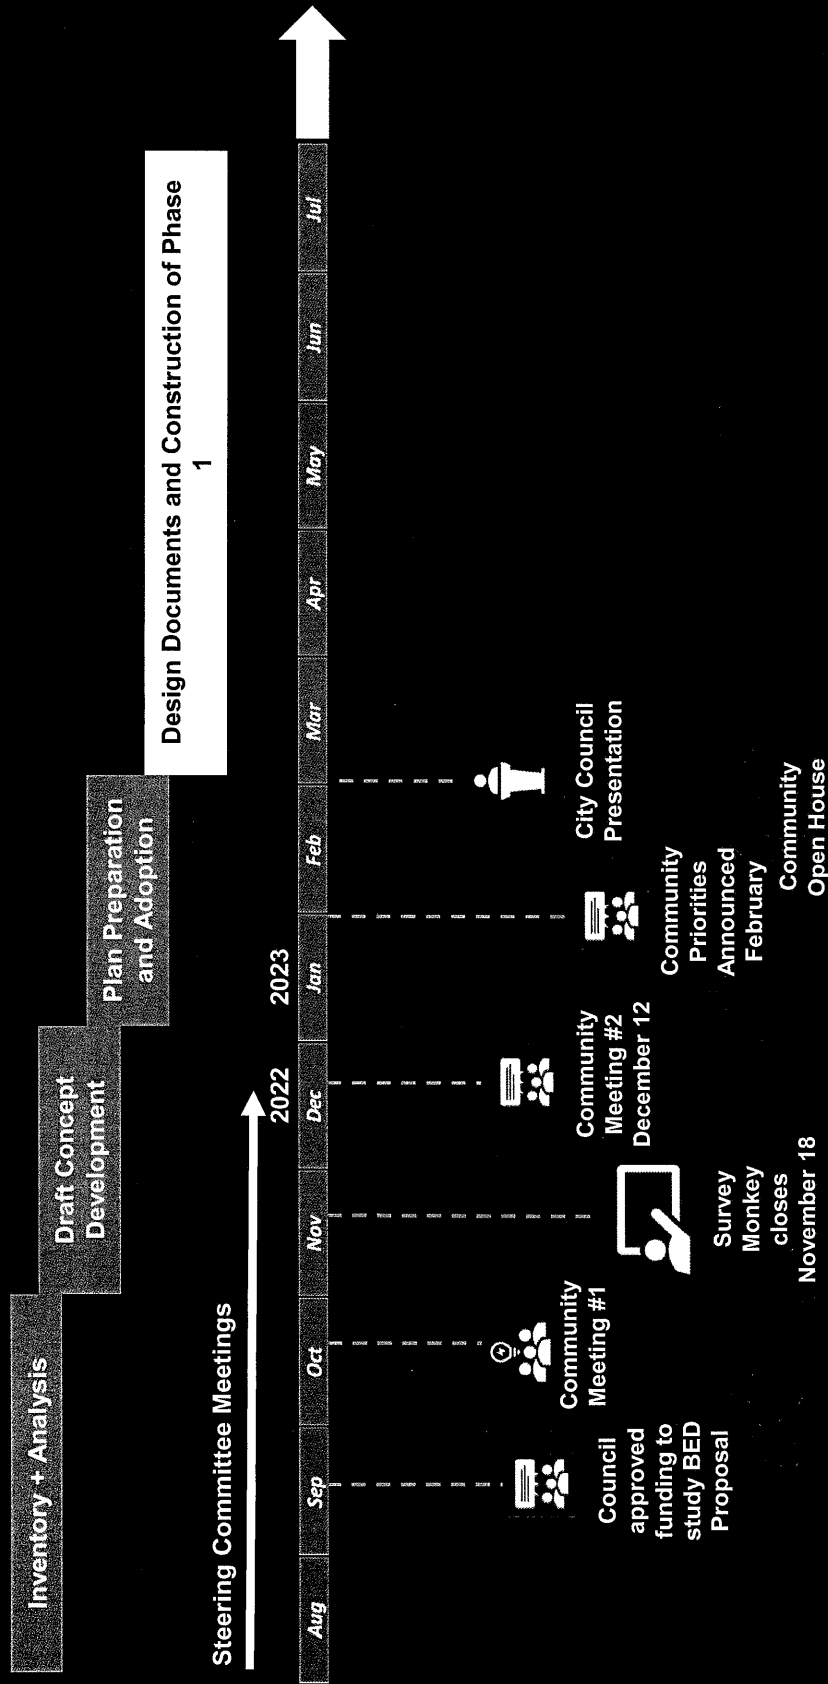 Inventory + Analysis
Draft Concept
Development
Plan Preparation
and Adoption
Design Documents and Construction of Phase
1
Steering Committee Meetings
2022
2023
Aug
Sep
Oct
Nov
Dec
Jan
Feb
Mar
Apr
May
Jun
Jul
Council
approved
funding to
study BED
Proposal
Community
Meeting #1
Survey
Monkey
closes
November 18
Community
Meeting #2
December 12
Community
Priorities
Announced
February
City Council
Presentation
Community
Open House